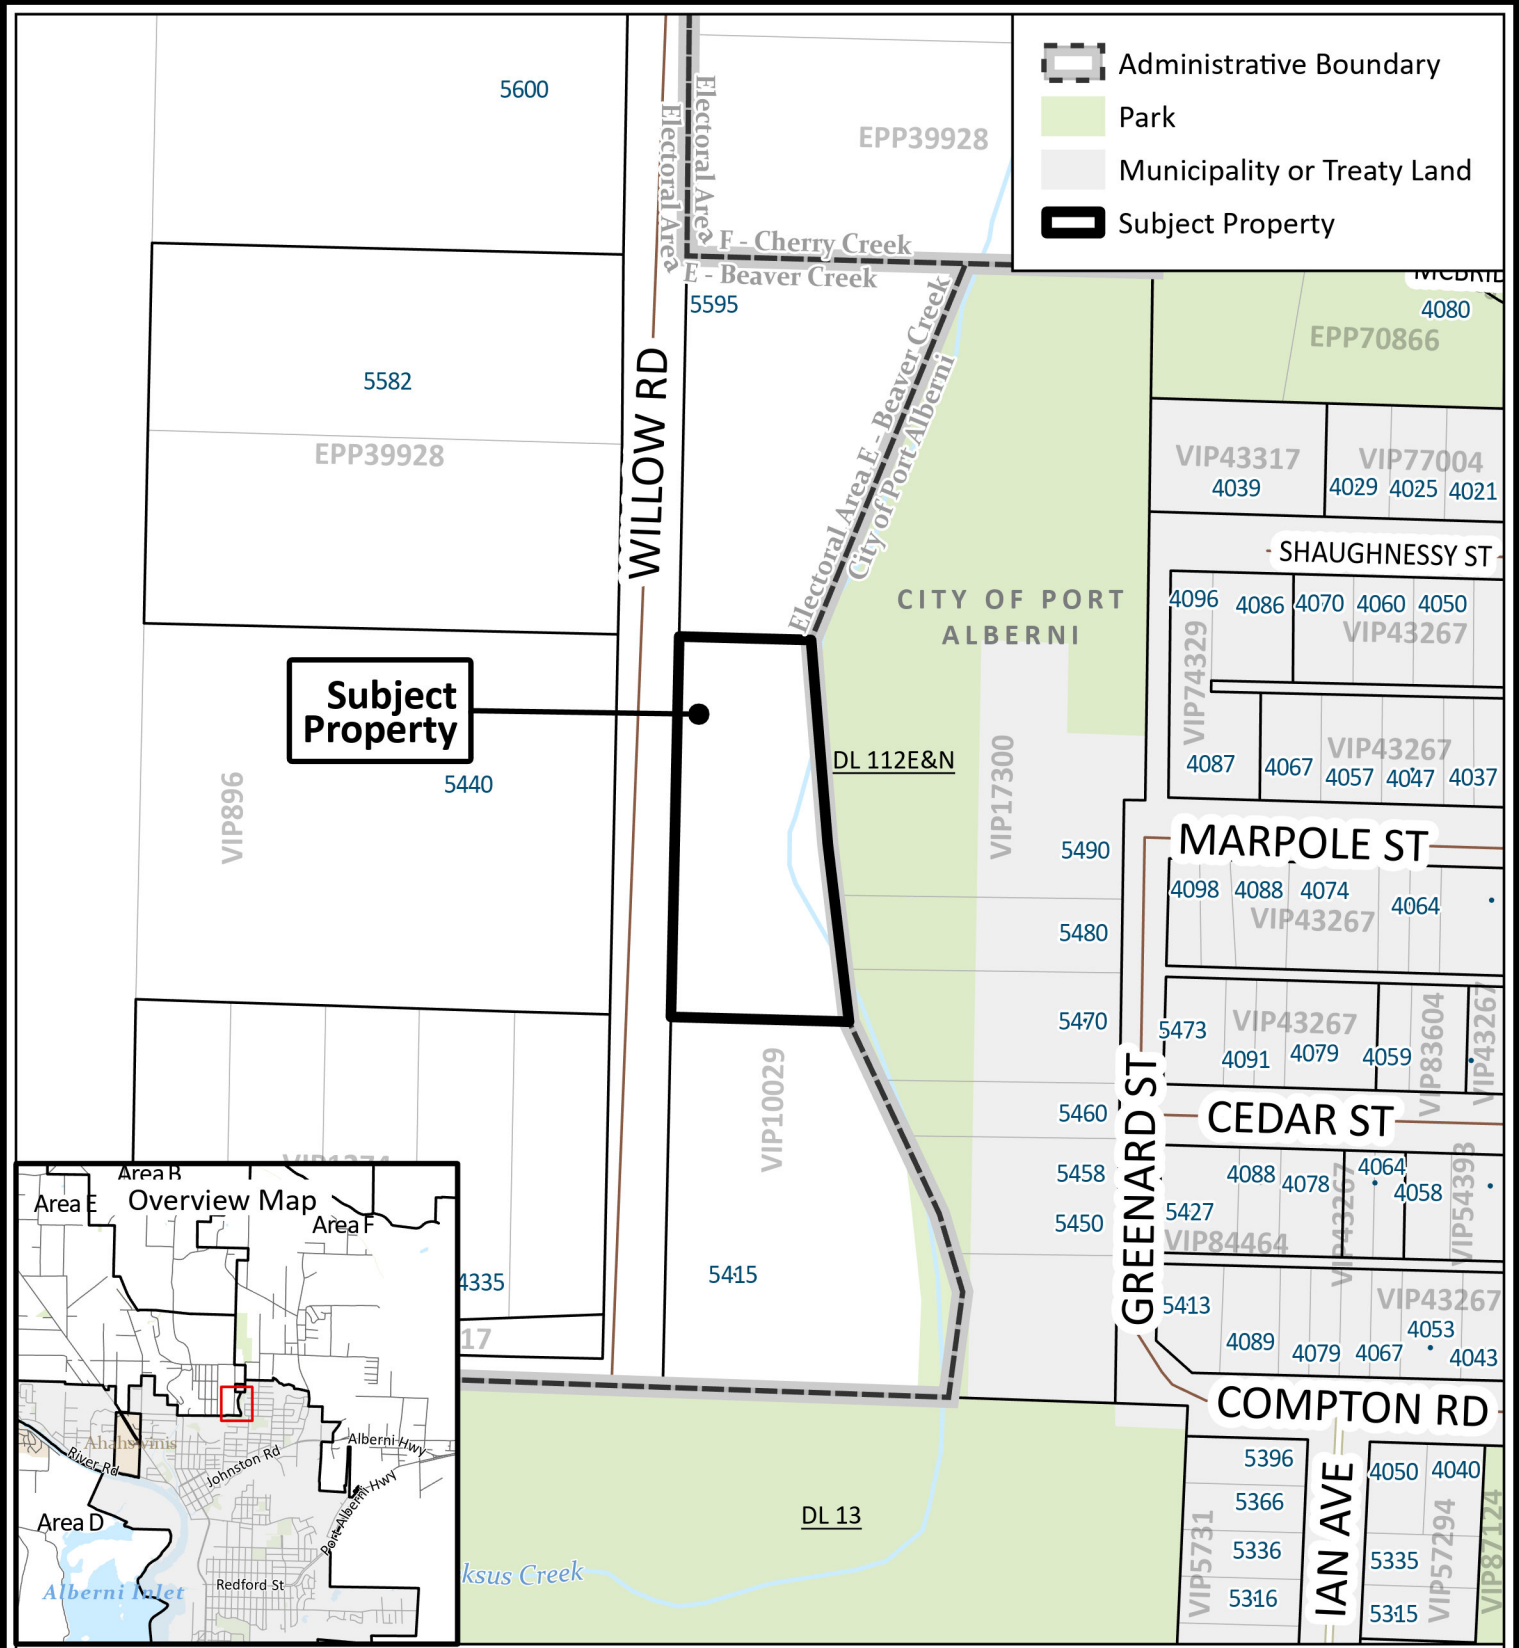 Administrative Boundary
Park
Municipality or Treaty Land
Subject Property
5600
EPP39928
Electoral Area
Electoral Area
F - Cherry Creek
E - Beaver Creek
5595
4080
EPP70866
5582
EPP39928
WILLOW RD
Electoral Area E - Beaver Creek
City of Port Alberni
VIP43317
VIP77004
4039
4029
4025
4021
SHAUGHNESSY ST
CITY OF PORT
ALBERNI
4096
4086
4070
4060
4050
VIP43267
VIP74329
Subject
Property
5440
VIP896
DL 112E&N
VIP17300
VIP43267
4087
4067
4057
4047
4037
MARPOLE ST
5490
4098
4088
4074
4064
VIP43267
5480
5470
5473
VIP43267
4091
4079
4059
VIP83604
VIP43267
GREENARD ST
VIP10029
5460
CEDAR ST
5458
4088
4078
4064
4058
VIP43267
VIP54393
5450
5427
VIP84464
5415
4335
5413
VIP43267
4053
4089
4079
4067
4043
17
COMPTON RD
5396
4050
4040
5366
IAN AVE
DL 13
VIP5731
5336
5335
VIP57294
VIP87124
5316
5315
ksus Creek
Overview Map
Area B
Area E
Area F
Ahahswinis
River Rd
Johnston Rd
Alberni Hwy
Port Alberni Hwy
Area D
Alberni Inlet
Redford St